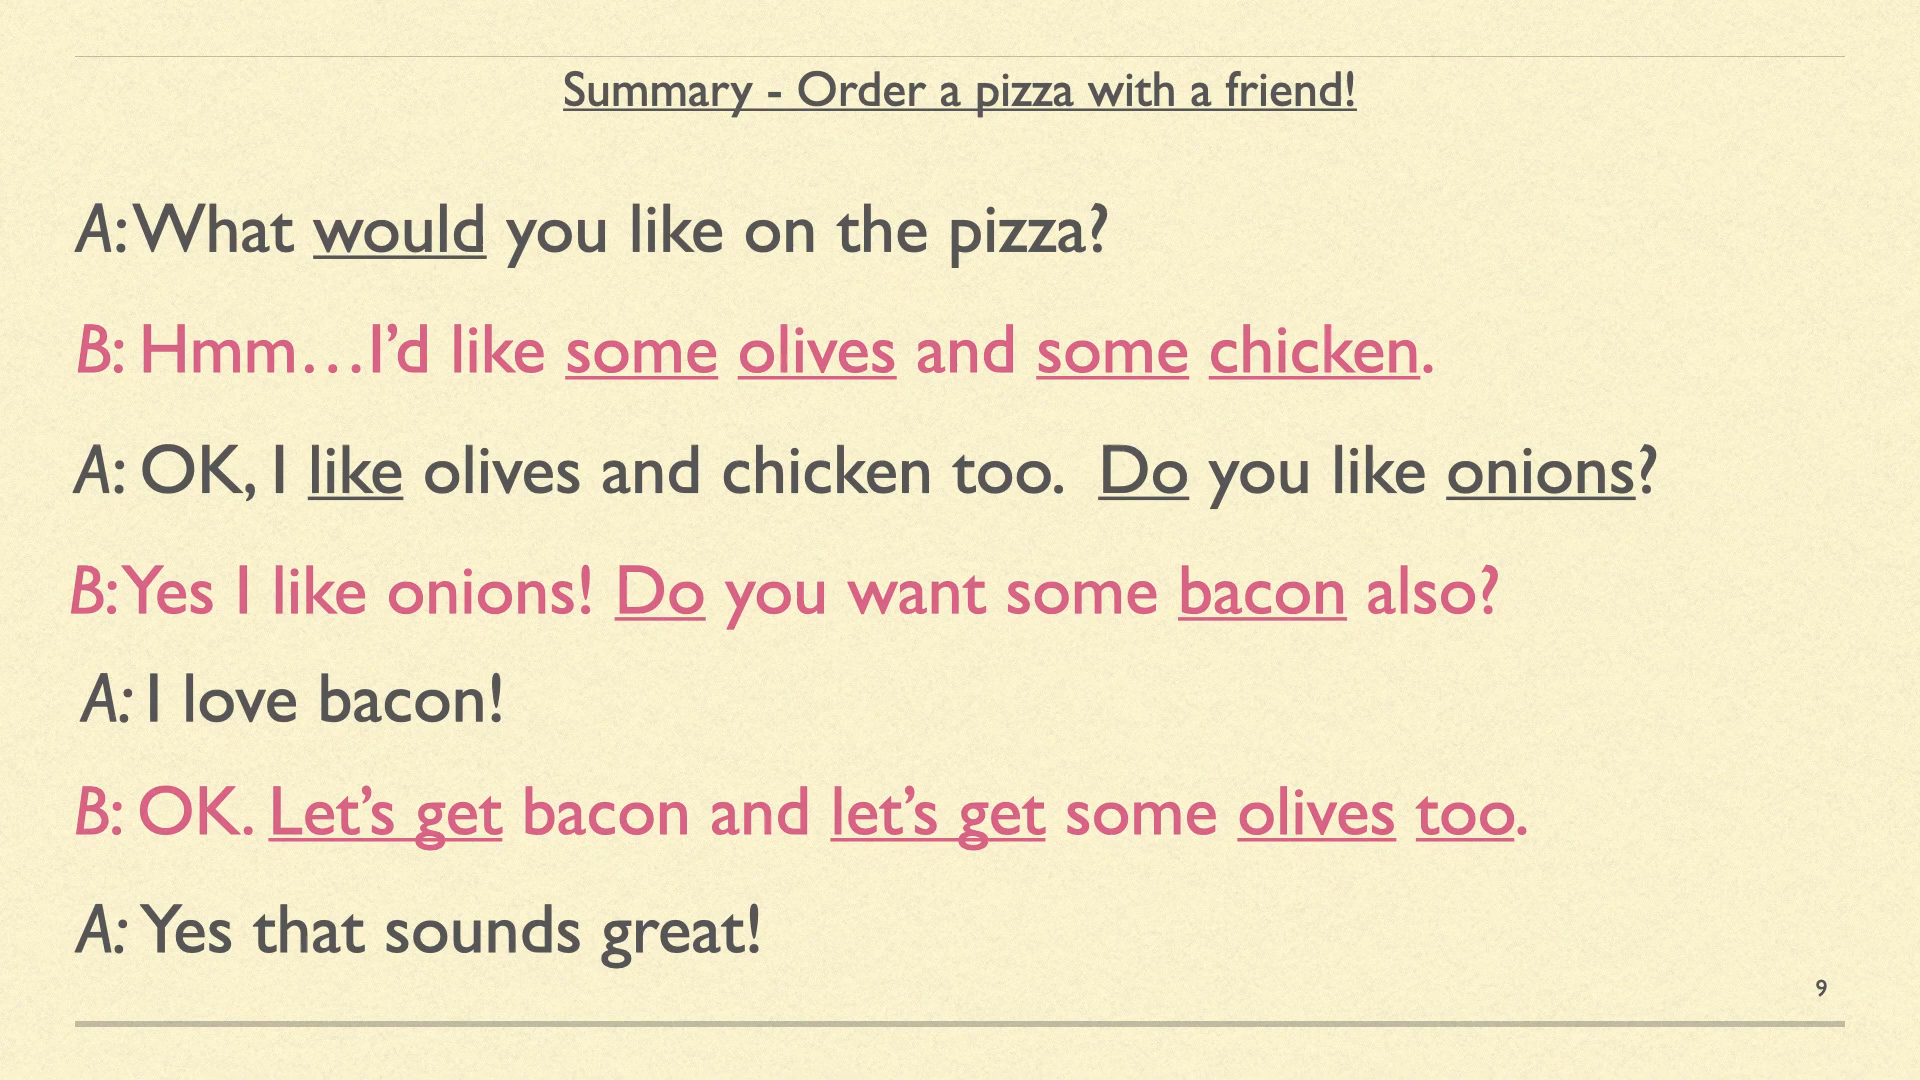 Summary - Order a pizza with a friend!
A: What would you like on the pizza?
B: Hmm…I’d like some olives and some chicken.
A: OK, I like olives and chicken too.  Do you like onions?
B: Yes I like onions! Do you want some bacon also?
A: I love bacon!
B: OK. Let’s get bacon and let’s get some olives too.
A: Yes that sounds great!
9